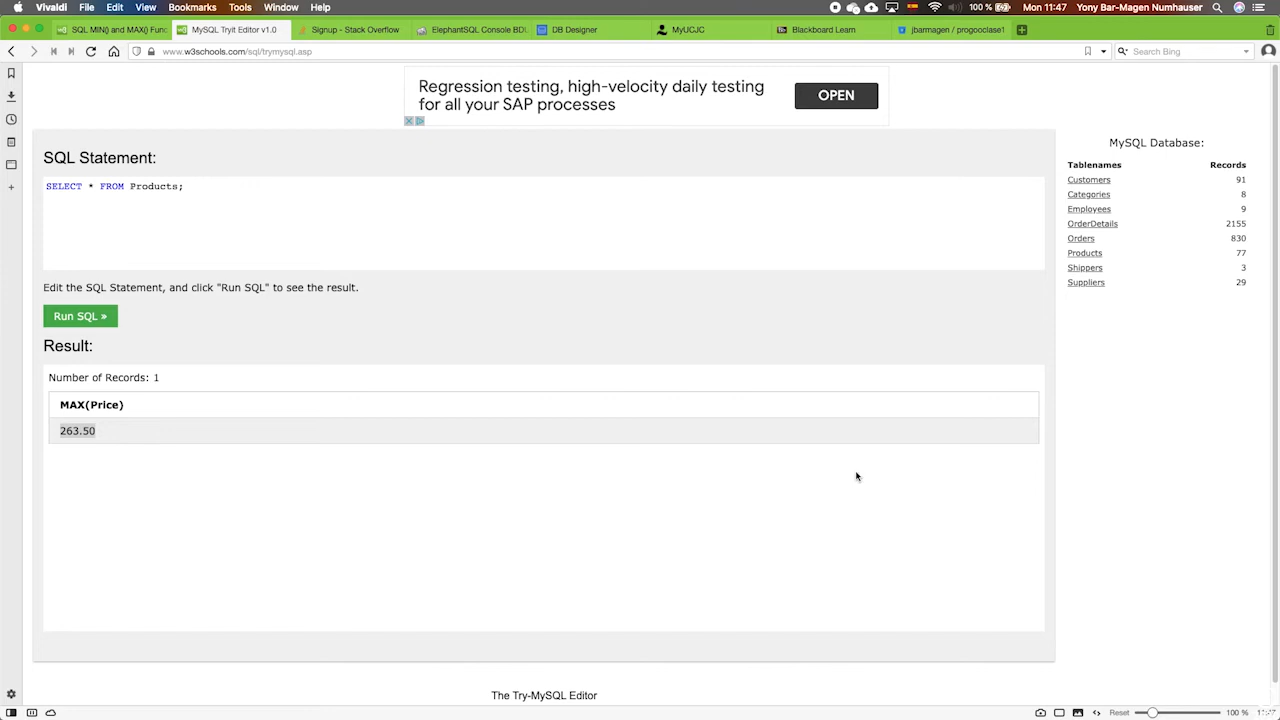 Vivaldi File Edit View Bookmarks Tools Window Help
100 % Mon 11:47 Yony Bar-Magen Numhauser
SQL MIN() and MAX() Func
MySQL Tryit Editor v1.0
Signup - Stack Overflow
ElephantSQL Console BDU
DB Designer
MyUCJC
Blackboard Learn
jbarmagen / progooclase1
www.w3schools.com/sql/trymysql.asp
Search Bing
Regression testing, high-velocity daily testing
for all your SAP processes
OPEN
SQL Statement:
SELECT * FROM Products;
Edit the SQL Statement, and click "Run SQL" to see the result.
Run SQL »
Result:
Number of Records: 1
MAX(Price)
263.50
The Try-MySQL Editor
MySQL Database:
Tablenames Records
Customers 91
Categories 8
Employees 9
OrderDetails 2155
Orders 830
Products 77
Shippers 3
Suppliers 29
Reset 100 %